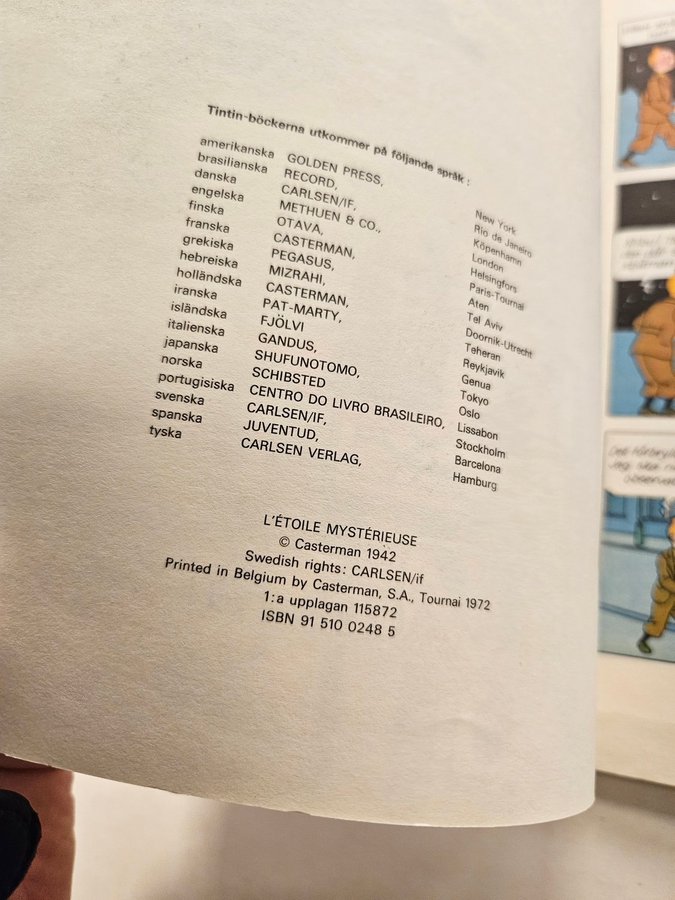 Tintin-böckerna utkommer på följande språk :
amerikanska GOLDEN PRESS, New York
brasilianska RECORD, Rio de Janeiro
danska CARLSEN/IF, Köpenhamn
engelska METHUEN & CO., London
finska OTAVA, Helsingfors
franska CASTERMAN, Paris-Tournai
grekiska PEGASUS, Aten
hebreiska MIZRAHI, Tel Aviv
holländska CASTERMAN, Doornik-Utrecht
iranska PAT-MARTY, Teheran
isländska FJÖLVI Reykjavik
italienska GANDUS, Genua
japanska SHUFUNOTOMO, Tokyo
norska SCHIBSTED Oslo
portugisiska CENTRO DO LIVRO BRASILEIRO, Lissabon
svenska CARLSEN/IF, Stockholm
spanska JUVENTUD, Barcelona
tyska CARLSEN VERLAG, Hamburg
L'ÉTOILE MYSTÉRIEUSE
© Casterman 1942
Swedish rights: CARLSEN/if
Printed in Belgium by Casterman, S.A., Tournai 1972
1:a upplagan 115872
ISBN 91 510 0248 5